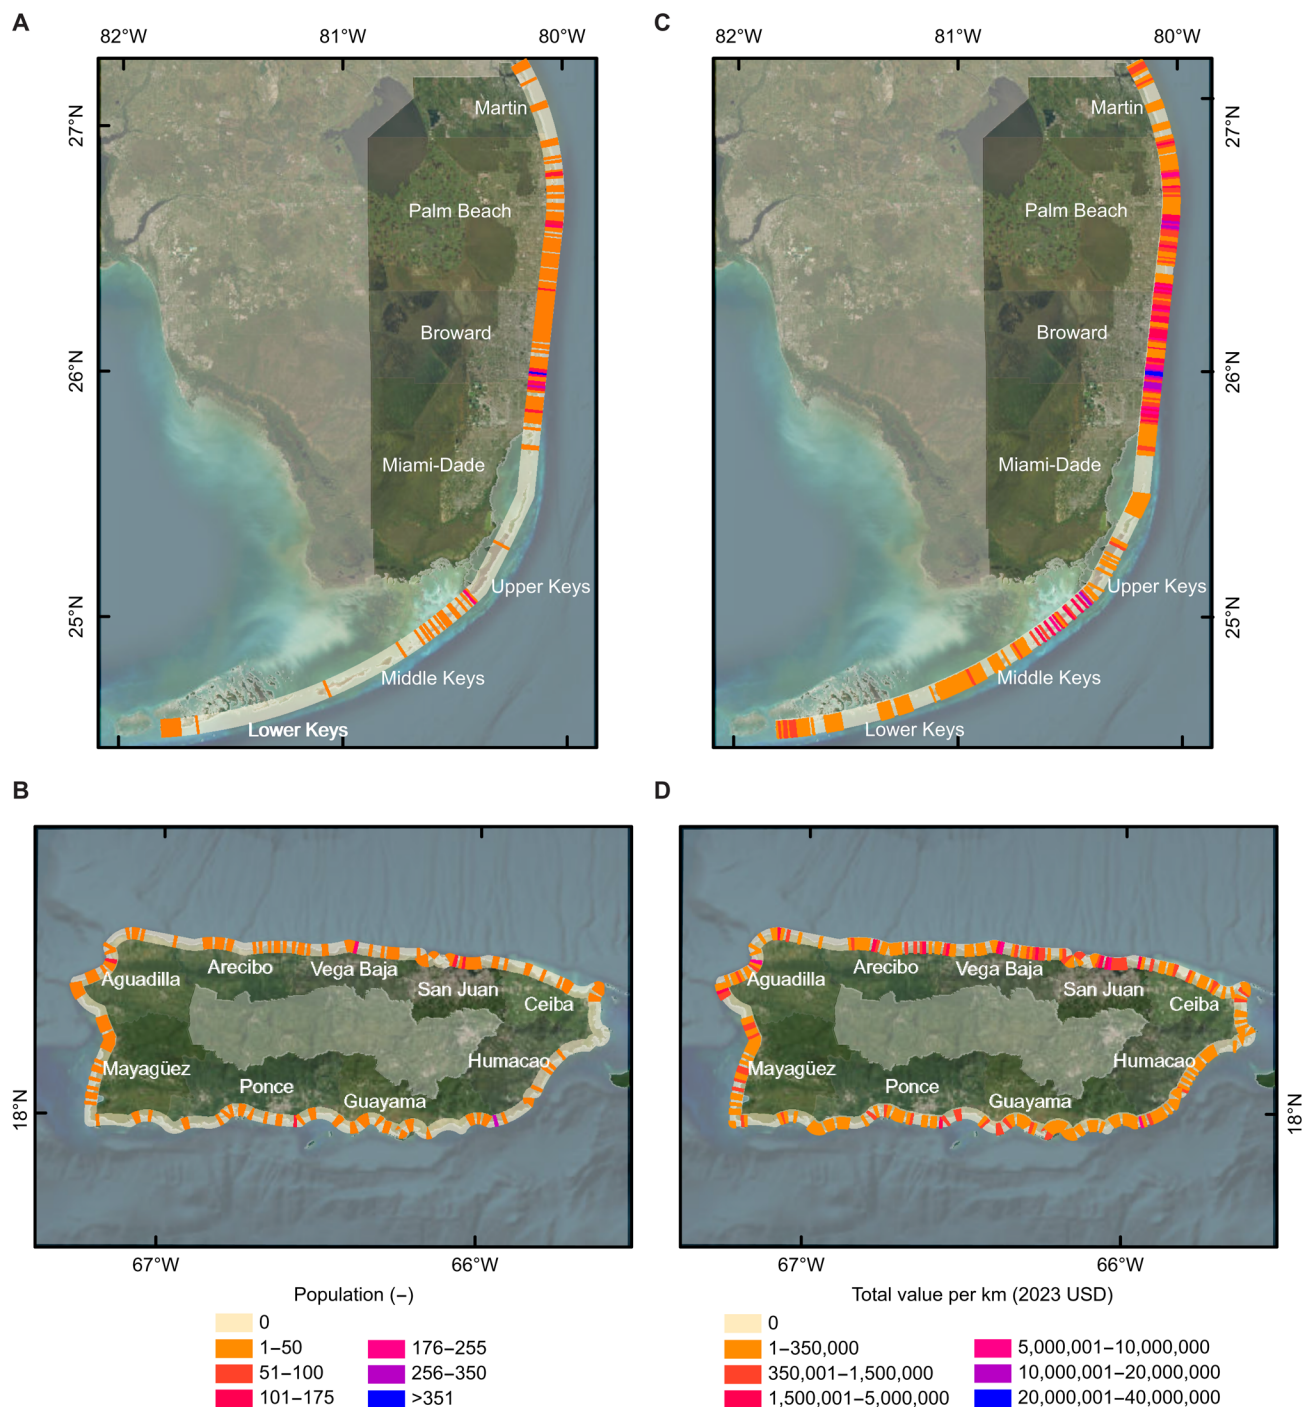 A
C
82°W
81°W
80°W
82°W
81°W
80°W
27°N
26°N
25°N
Martin
Palm Beach
Broward
Miami-Dade
Upper Keys
Middle Keys
Lower Keys
Martin
Palm Beach
Broward
Miami-Dade
Upper Keys
Middle Keys
Lower Keys
27°N
26°N
25°N
B
D
18°N
Aguadilla
Arecibo
Vega Baja
San Juan
Ceiba
Mayagüez
Ponce
Guayama
Humacao
67°W
66°W
Aguadilla
Arecibo
Vega Baja
San Juan
Ceiba
Mayagüez
Ponce
Guayama
Humacao
18°N
67°W
66°W
Population (–)
0
1–50
51–100
101–175
176–255
256–350
>351
Total value per km (2023 USD)
0
1–350,000
350,001–1,500,000
1,500,001–5,000,000
5,000,001–10,000,000
10,000,001–20,000,000
20,000,001–40,000,000